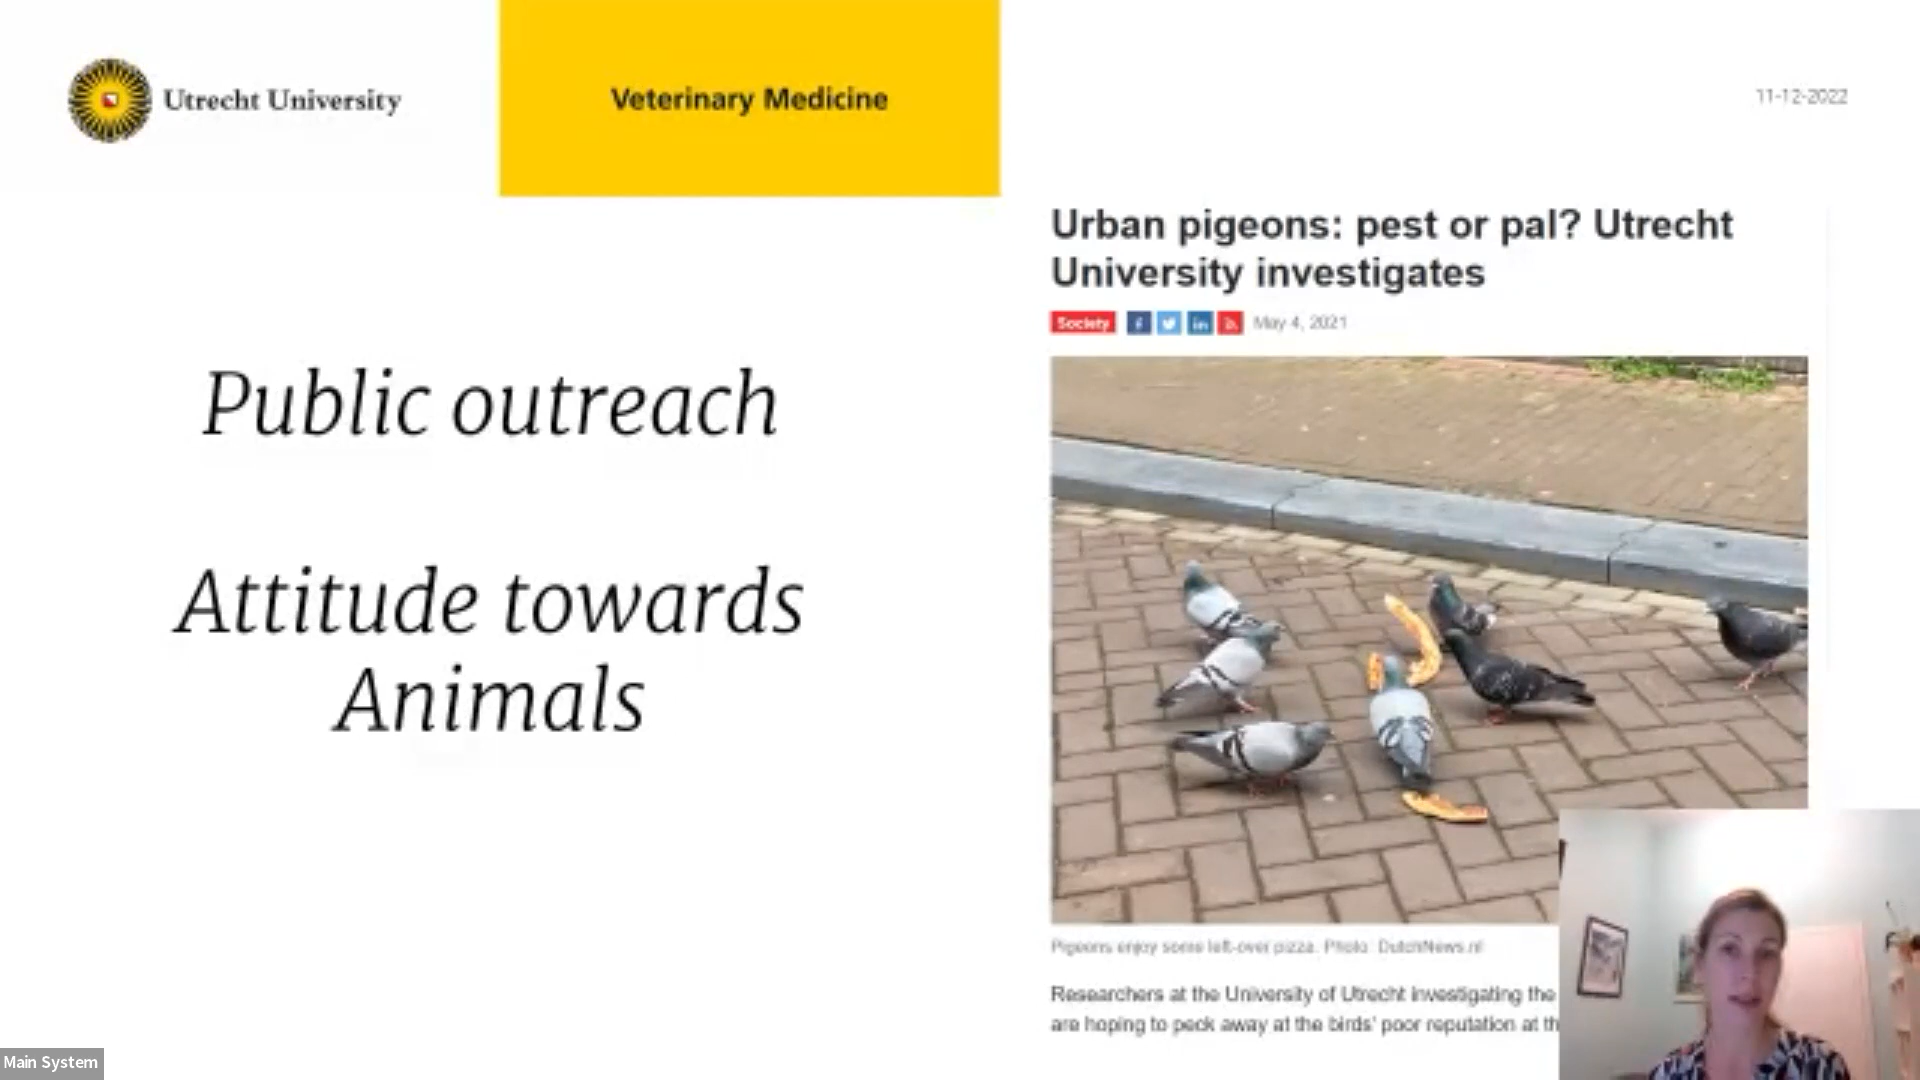 Utrecht University
Veterinary Medicine
11-12-2022
Public outreach
Attitude towards
Animals
Urban pigeons: pest or pal? Utrecht
University investigates
Society
May 4, 2021
Pigeons enjoy some left-over pizza. Photo: DutchNews.nl
Researchers at the University of Utrecht investigating the
are hoping to peck away at the birds' poor reputation at th
Main System